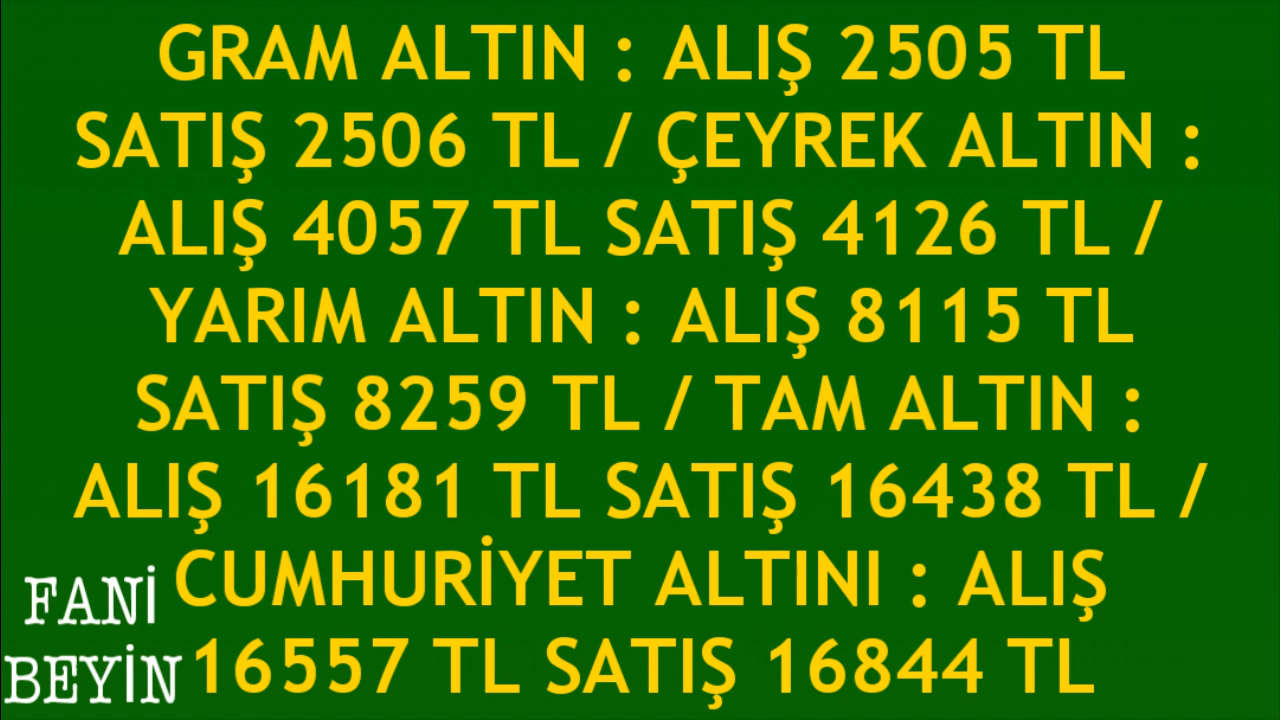 GRAM ALTIN : ALIŞ 2505 TL
SATIŞ 2506 TL / ÇEYREK ALTIN :
ALIŞ 4057 TL SATIŞ 4126 TL /
YARIM ALTIN : ALIŞ 8115 TL
SATIŞ 8259 TL / TAM ALTIN :
ALIŞ 16181 TL SATIŞ 16438 TL /
CUMHURİYET ALTINI : ALIŞ
16557 TL SATIŞ 16844 TL
FANİ
BEYİN